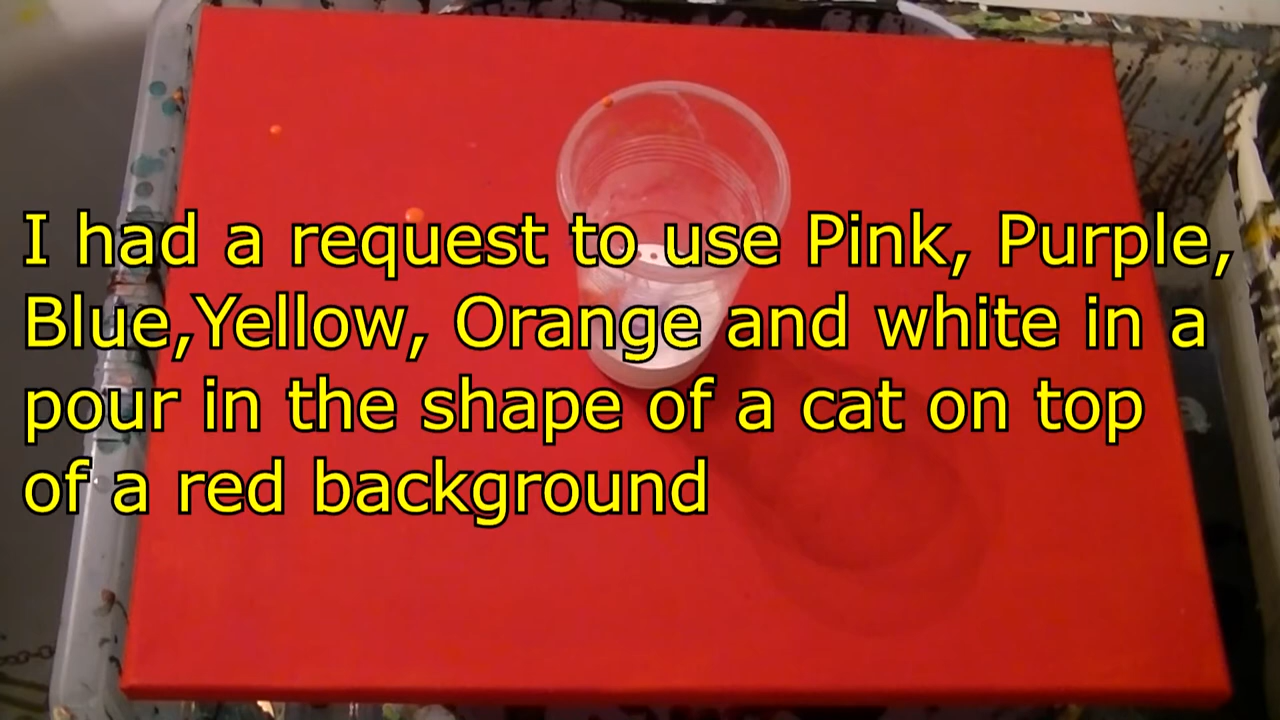 I had a request to use Pink, Purple,
Blue,Yellow, Orange and white in a
pour in the shape of a cat on top
of a red background